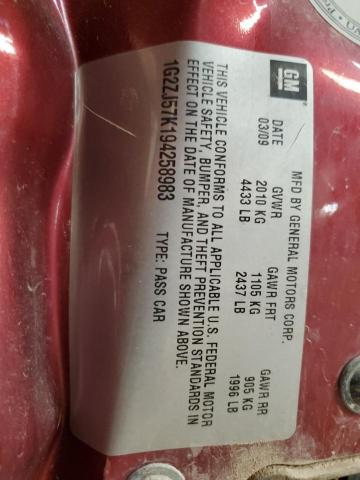 GM
MFD BY GENERAL MOTORS CORP.
DATE GVWR GAWR FRT GAWR RR
03/09 2010 KG 1105 KG 905 KG
4433 LB 2437 LB 1996 LB
THIS VEHICLE CONFORMS TO ALL APPLICABLE U.S. FEDERAL MOTOR
VEHICLE SAFETY, BUMPER, AND THEFT PREVENTION STANDARDS IN
EFFECT ON THE DATE OF MANUFACTURE SHOWN ABOVE.
1G2ZJ57K194258983 TYPE: PASS CAR